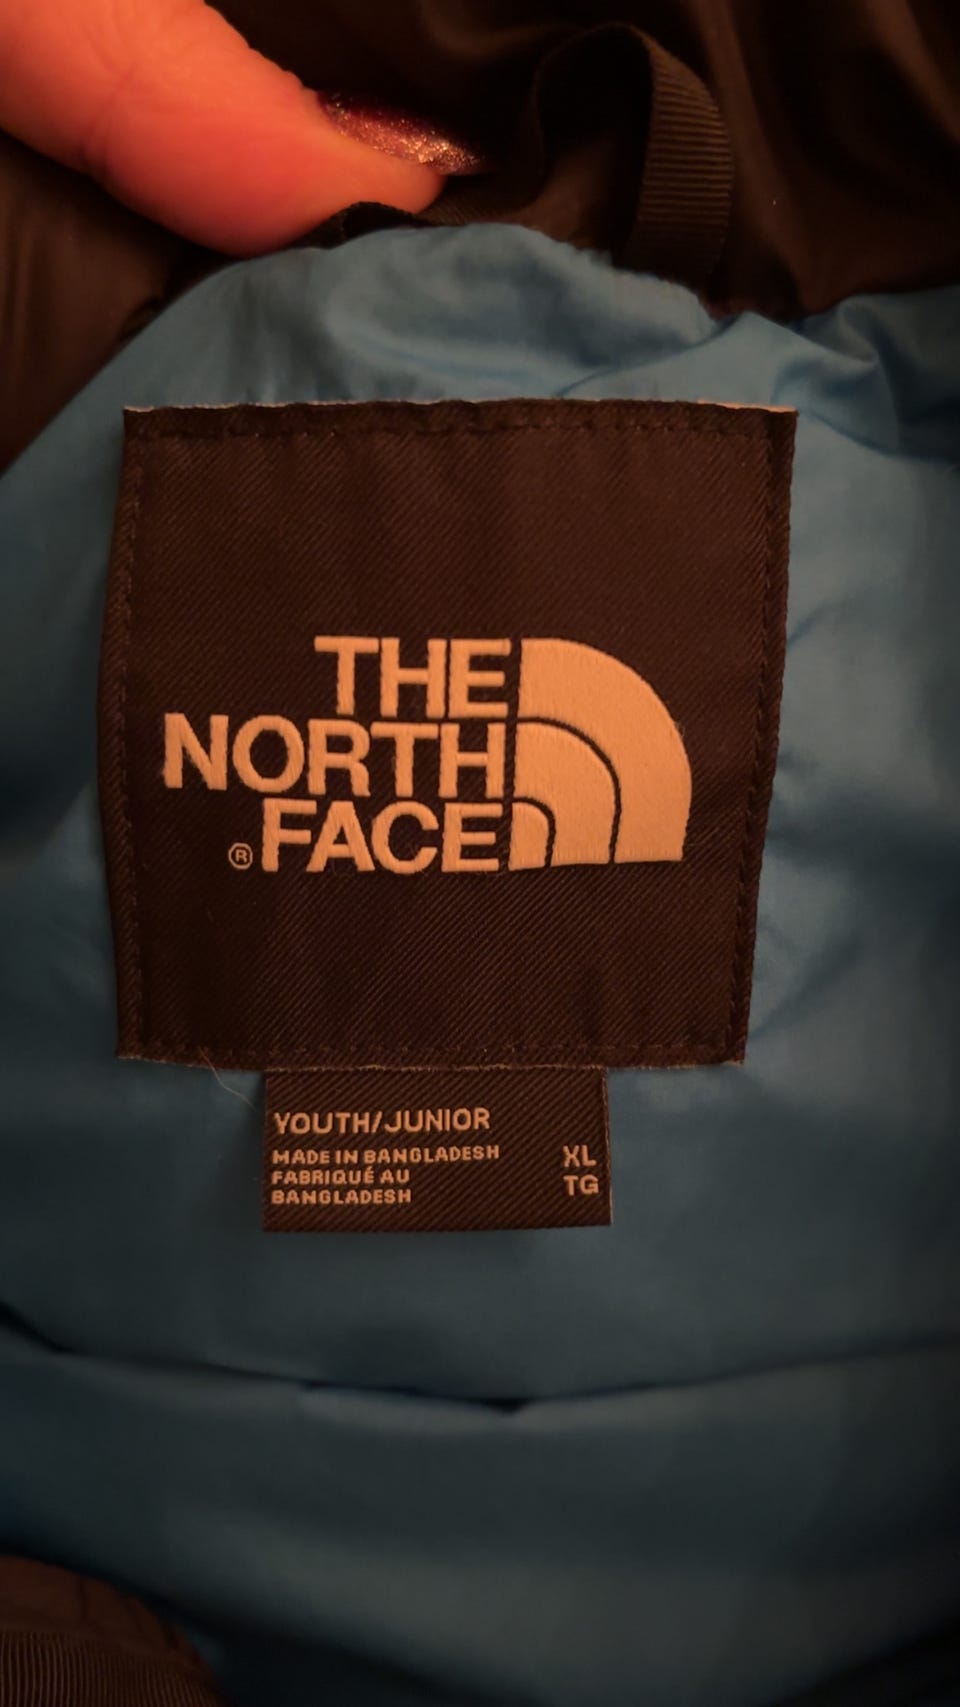 THE
NORTH
® FACE
YOUTH/JUNIOR
MADE IN BANGLADESH
FABRIQUÉ AU
BANGLADESH
XL
TG